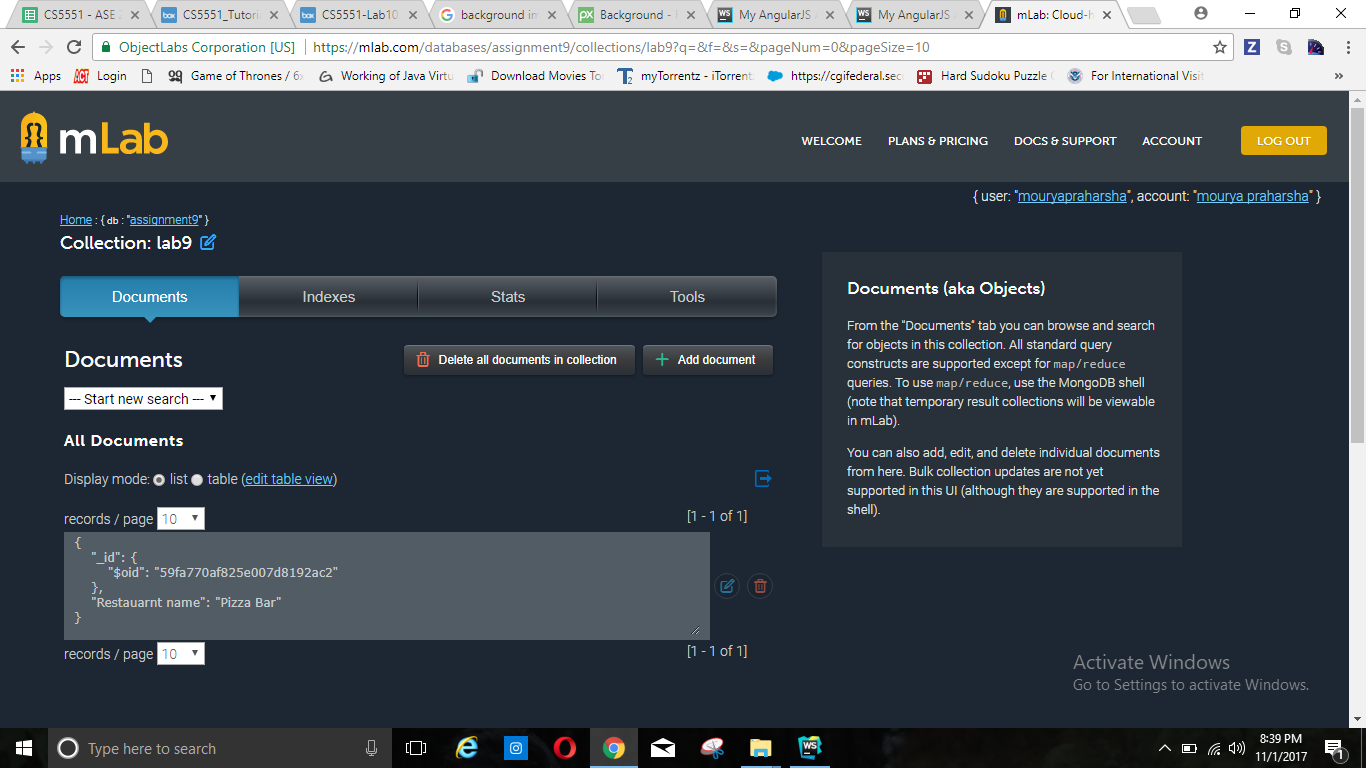 CS5551 - ASE
CS5551_Tutori
CS5551-Lab10
background im
Background -
My AngularJS A
My AngularJS A
mLab: Cloud-h
ObjectLabs Corporation [US] | https://mlab.com/databases/assignment9/collections/lab9?q=&f=&s=&pageNum=0&pageSize=10
Apps Login Game of Thrones / 6 Working of Java Virtu Download Movies To myTorrentz - iTorrent https://cgifederal.sec Hard Sudoku Puzzle For International Visit »
mLab
WELCOME PLANS & PRICING DOCS & SUPPORT ACCOUNT LOG OUT
{ user: "mouryapraharsha", account: "mourya praharsha" }
Home : { db : "assignment9" }
Collection: lab9
Documents Indexes Stats Tools
Documents
Delete all documents in collection
Add document
--- Start new search ---
All Documents
Display mode: list table (edit table view)
records / page 10
[1 - 1 of 1]
{
"_id": {
"$oid": "59fa770af825e007d8192ac2"
},
"Restauarnt name": "Pizza Bar"
}
records / page 10
[1 - 1 of 1]
Documents (aka Objects)
From the "Documents" tab you can browse and search
for objects in this collection. All standard query
constructs are supported except for map/reduce
queries. To use map/reduce, use the MongoDB shell
(note that temporary result collections will be viewable
in mLab).
You can also add, edit, and delete individual documents
from here. Bulk collection updates are not yet
supported in this UI (although they are supported in the
shell).
Activate Windows
Go to Settings to activate Windows.
Type here to search
8:39 PM
11/1/2017
1